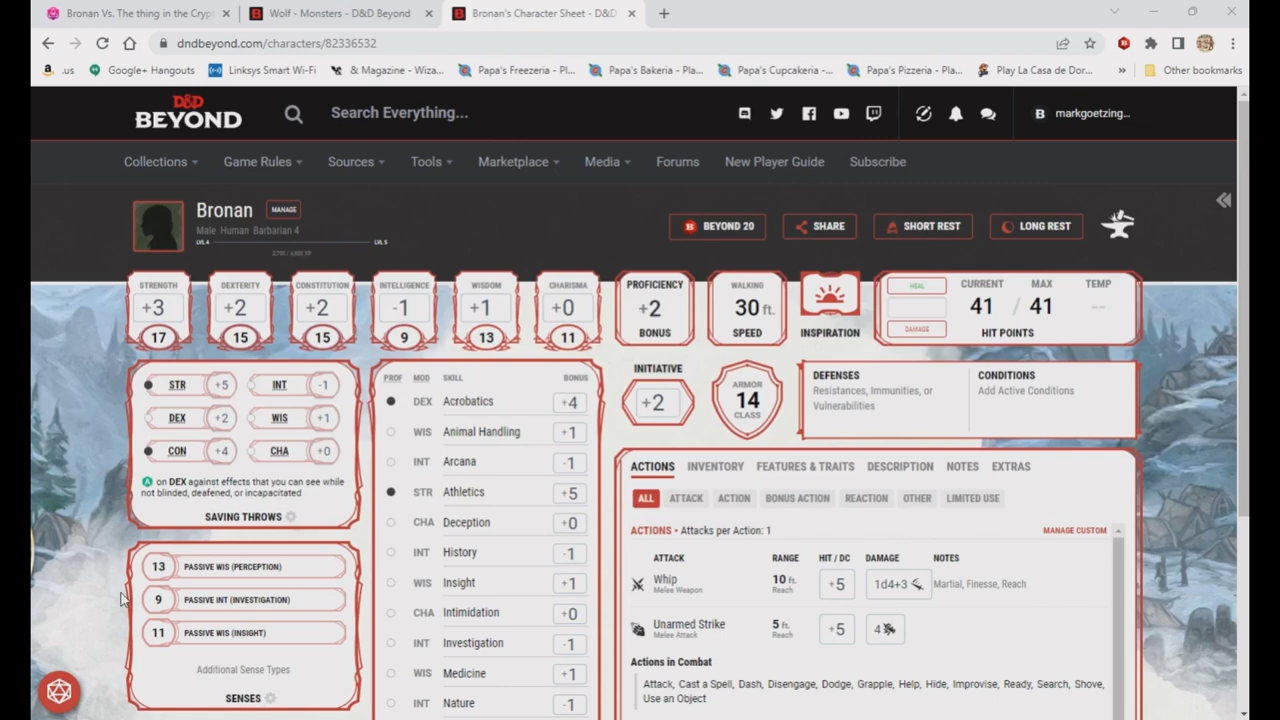 Bronan Vs. The thing in the Crypt
Wolf - Monsters - D&D Beyond
Bronan's Character Sheet - D&D
dndbeyond.com/characters/82336532
.us
Google+ Hangouts
Linksys Smart Wi-Fi
& Magazine - Wiza...
Papa's Freezeria - Pl...
Papa's Bakeria - Pla...
Papa's Cupcakeria -...
Papa's Pizzeria - Pla...
Play La Casa de Dor...
»
Other bookmarks
D&D
BEYOND
Search Everything...
markgoetzing...
Collections
Game Rules
Sources
Tools
Marketplace
Media
Forums
New Player Guide
Subscribe
Bronan
MANAGE
Male Human Barbarian 4
LVL 4
LVL 5
BEYOND 20
SHARE
SHORT REST
LONG REST
STRENGTH
+3
17
DEXTERITY
+2
15
CONSTITUTION
+2
15
INTELLIGENCE
-1
9
WISDOM
+1
13
CHARISMA
+0
11
PROFICIENCY
+2
BONUS
WALKING
30 ft.
SPEED
INSPIRATION
HEAL
DAMAGE
CURRENT
MAX
TEMP
41 / 41 --
HIT POINTS
STR +5
INT -1
DEX +2
WIS +1
CON +4
CHA +0
on DEX against effects that you can see while
not blinded, deafened, or incapacitated
SAVING THROWS
13 PASSIVE WIS (PERCEPTION)
9 PASSIVE INT (INVESTIGATION)
11 PASSIVE WIS (INSIGHT)
Additional Sense Types
SENSES
PROF MOD SKILL BONUS
DEX Acrobatics +4
WIS Animal Handling +1
INT Arcana -1
STR Athletics +5
CHA Deception +0
INT History -1
WIS Insight +1
CHA Intimidation +0
INT Investigation -1
WIS Medicine +1
INT Nature -1
INITIATIVE
+2
ARMOR
14
CLASS
DEFENSES
Resistances, Immunities, or
Vulnerabilities
CONDITIONS
Add Active Conditions
ACTIONS INVENTORY FEATURES & TRAITS DESCRIPTION NOTES EXTRAS
ALL ATTACK ACTION BONUS ACTION REACTION OTHER LIMITED USE
ACTIONS • Attacks per Action: 1
MANAGE CUSTOM
ATTACK RANGE HIT / DC DAMAGE NOTES
Whip 10 ft. +5 1d4+3 Martial, Finesse, Reach
Melee Weapon Reach
Unarmed Strike 5 ft. +5 4
Melee Attack Reach
Actions in Combat
Attack, Cast a Spell, Dash, Disengage, Dodge, Grapple, Help, Hide, Improvise, Ready, Search, Shove,
Use an Object